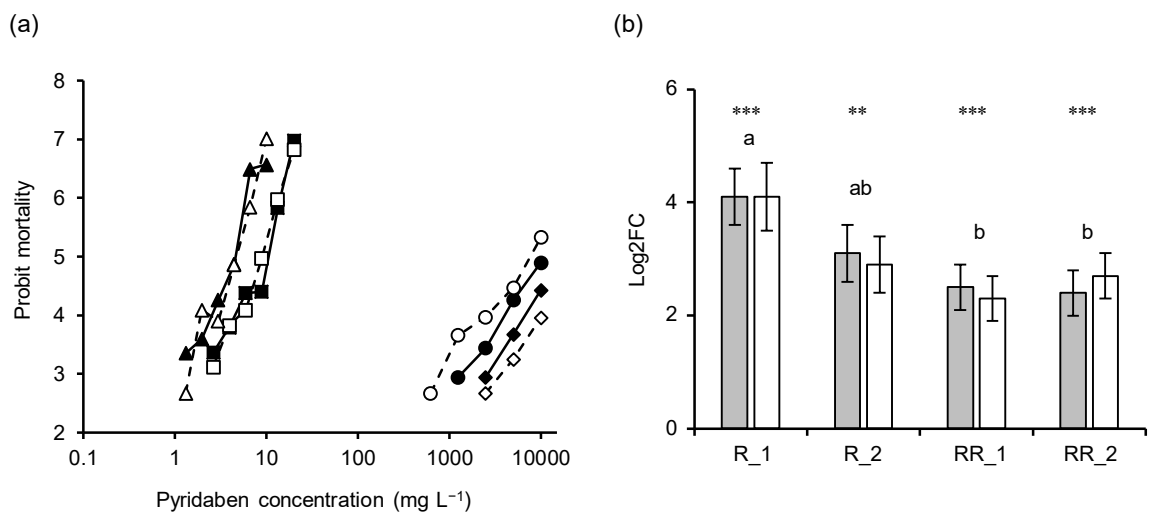 (a)
(b)
8
7
6
5
4
3
2
Probit mortality
0.1 1 10 100 1000 10000
Pyridaben concentration (mg L⁻¹)
6
4
2
0
Log2FC
*** ** *** ***
a
ab
b b
R_1 R_2 RR_1 RR_2